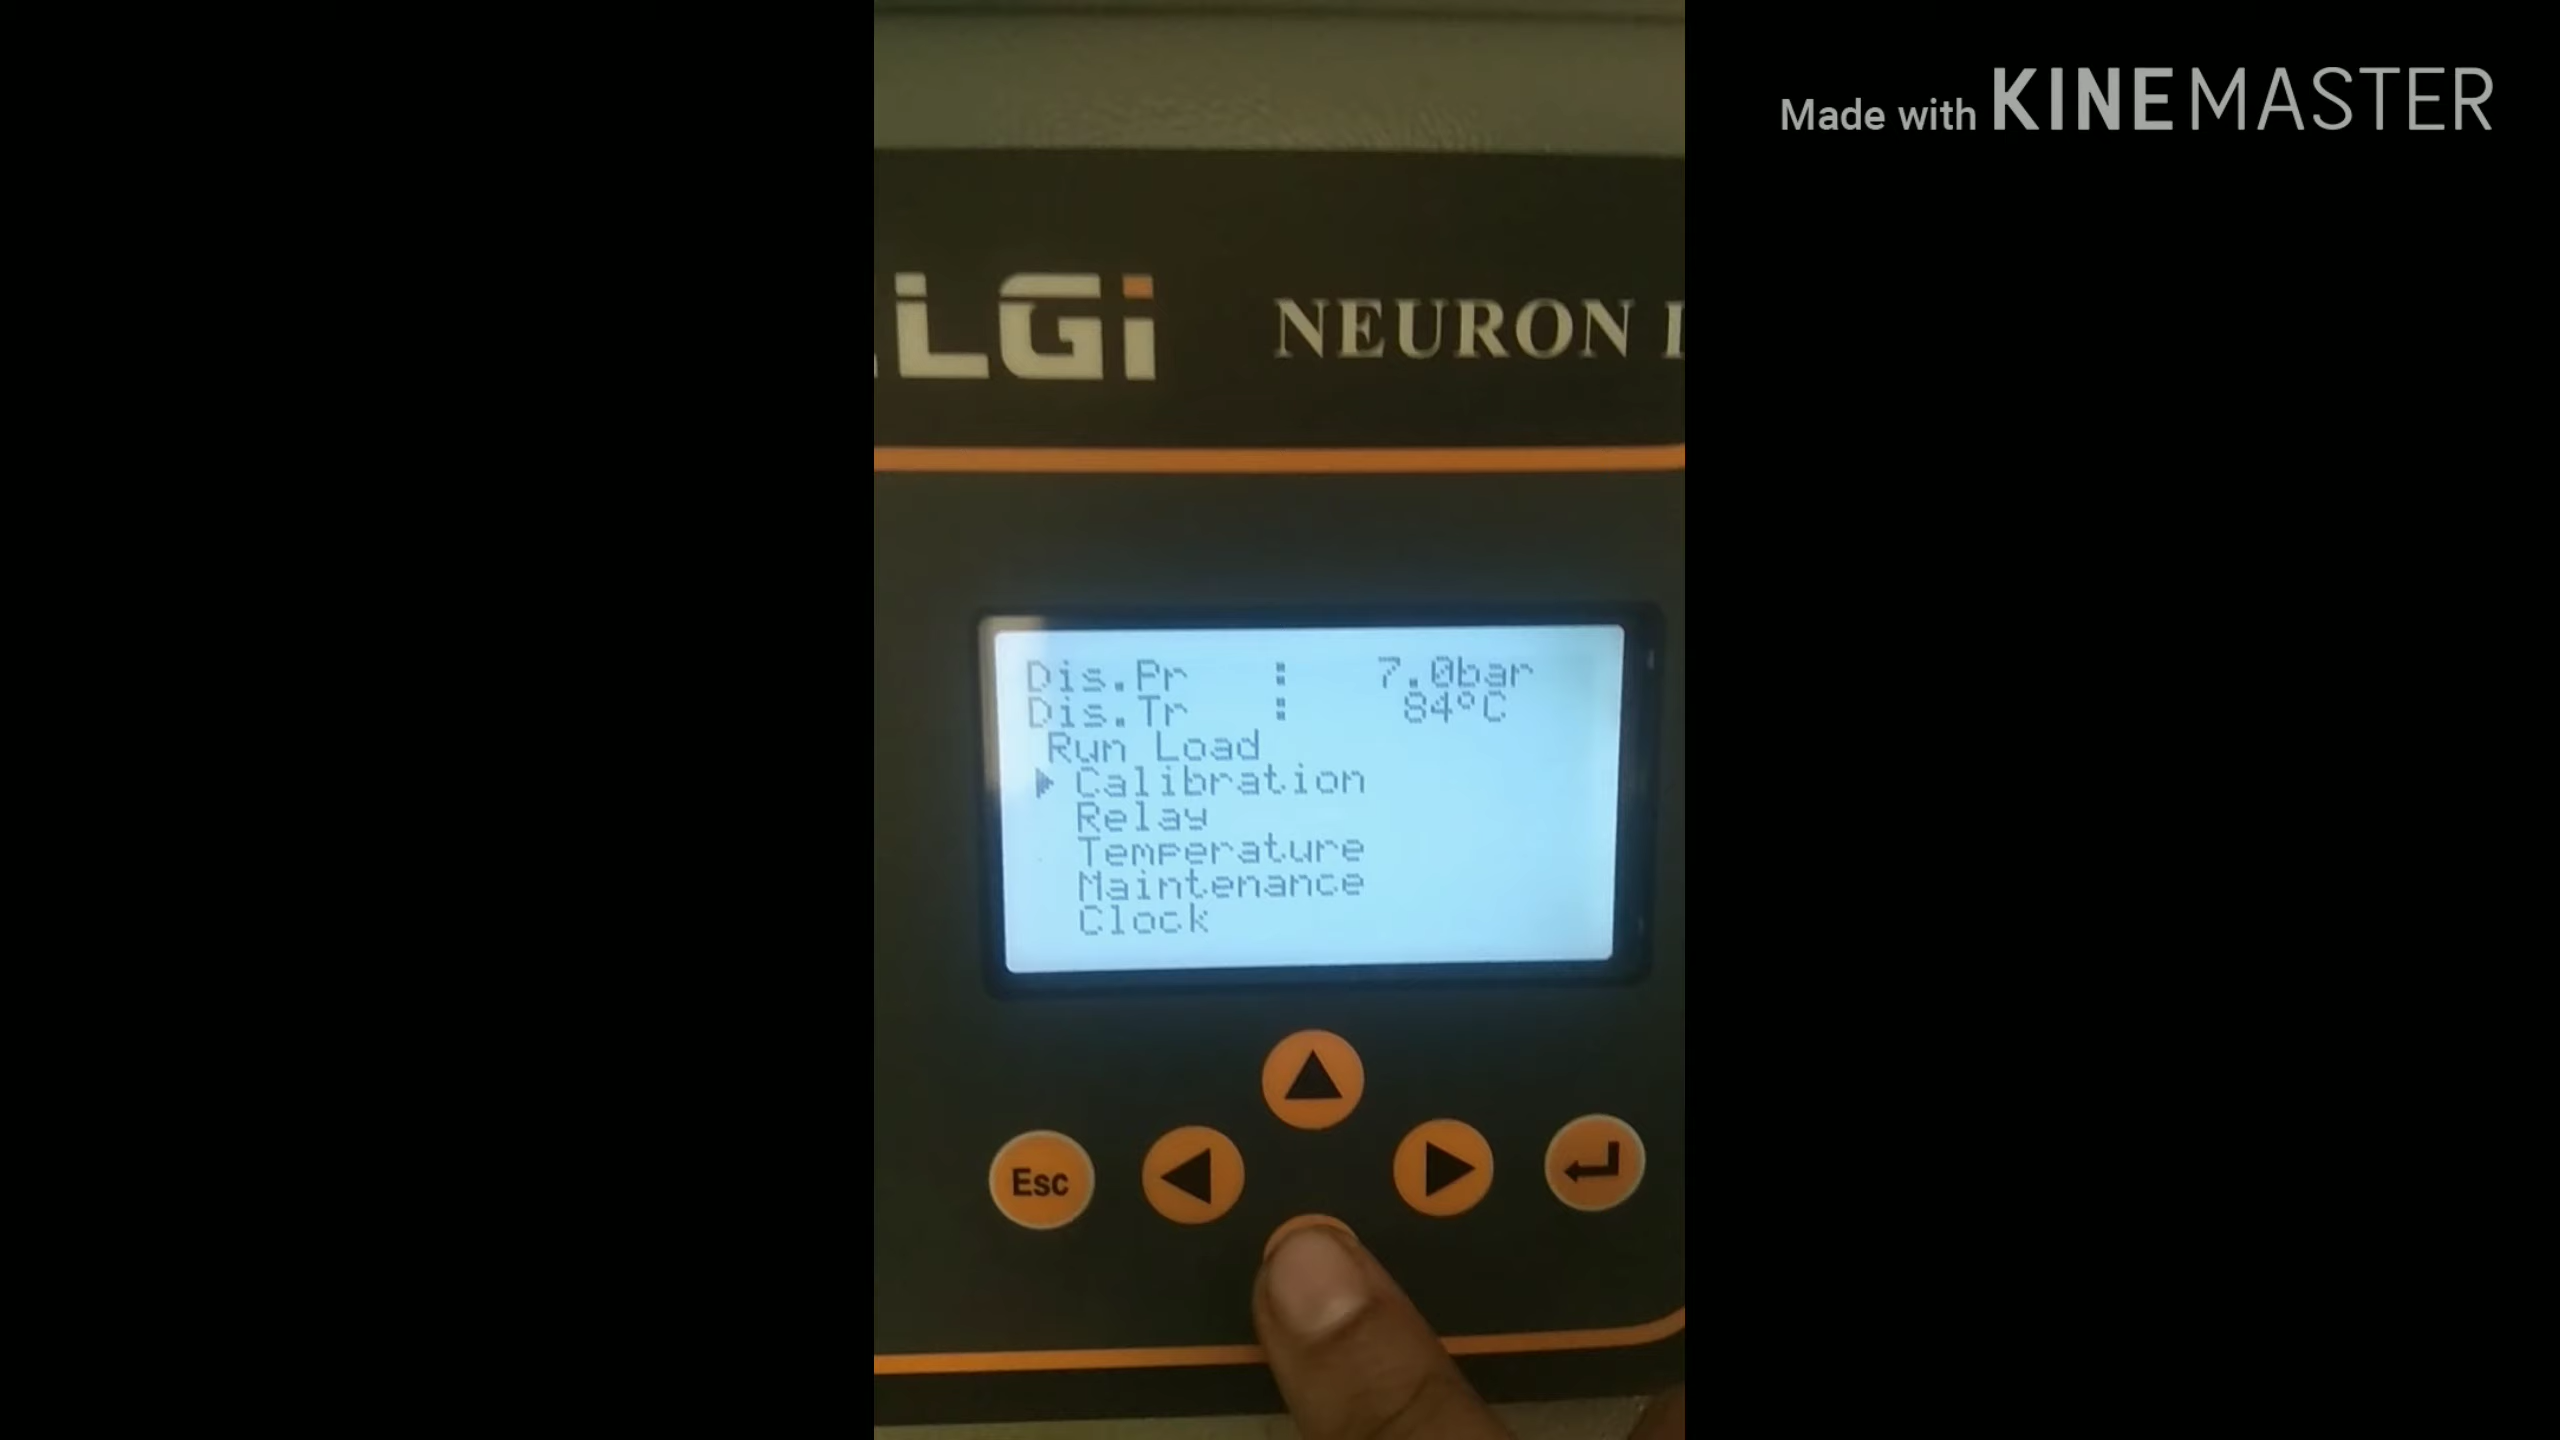 Made with KINEMASTER
LGi NEURON
Dis.Pr : 7.0bar
Dis.Tr : 84°C
Run Load
Calibration
Relay
Temperature
Maintenance
Clock
Esc